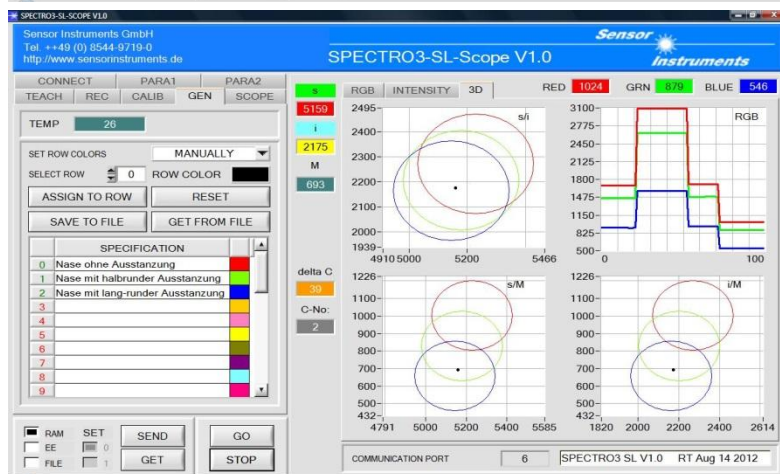 SPECTRO3-SL-SCOPE V1.0
Sensor Instruments GmbH
Tel. ++49 (0) 8544-9719-0
http://www.sensorinstruments.de
SPECTRO3-SL-Scope V1.0
Sensor
Instruments
CONNECT PARA1 PARA2
TEACH REC CALIB GEN SCOPE
TEMP 26
SET ROW COLORS MANUALLY
SELECT ROW 0 ROW COLOR
ASSIGN TO ROW RESET
SAVE TO FILE GET FROM FILE
SPECIFICATION
0 Nase ohne Ausstanzung
1 Nase mit halbrunder Ausstanzung
2 Nase mit lang-runder Ausstanzung
3
4
5
6
7
8
9
RAM SET SEND GO
EE 0
FILE 1 GET STOP
s
5159
i
2175
M
693
delta C
39
C-No:
2
RGB INTENSITY 3D RED 1024 GRN 879 BLUE 546
s/i
2495
2400
2300
2200
2100
2000
1939
4910 5000 5200 5466
RGB
3100
2775
2450
2125
1800
1475
1150
825
500
0 100
s/M
1226
1100
1000
900
800
700
600
500
432
4791 5000 5200 5400 5585
i/M
1226
1100
1000
900
800
700
600
500
432
1820 2000 2200 2400 2614
COMMUNICATION PORT 6 SPECTRO3 SL V1.0 RT Aug 14 2012